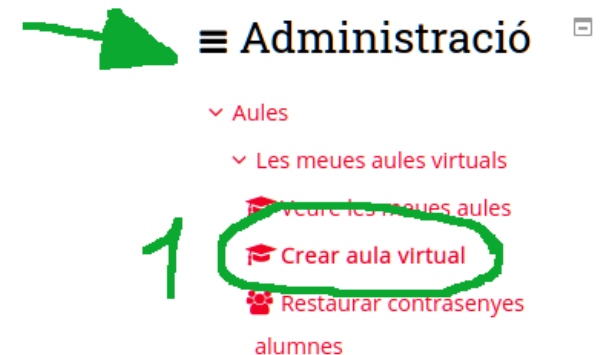 Administració
Aules
Les meues aules virtuals
Veure les meues aules
1
Crear aula virtual
Restaurar contrasenyes
alumnes